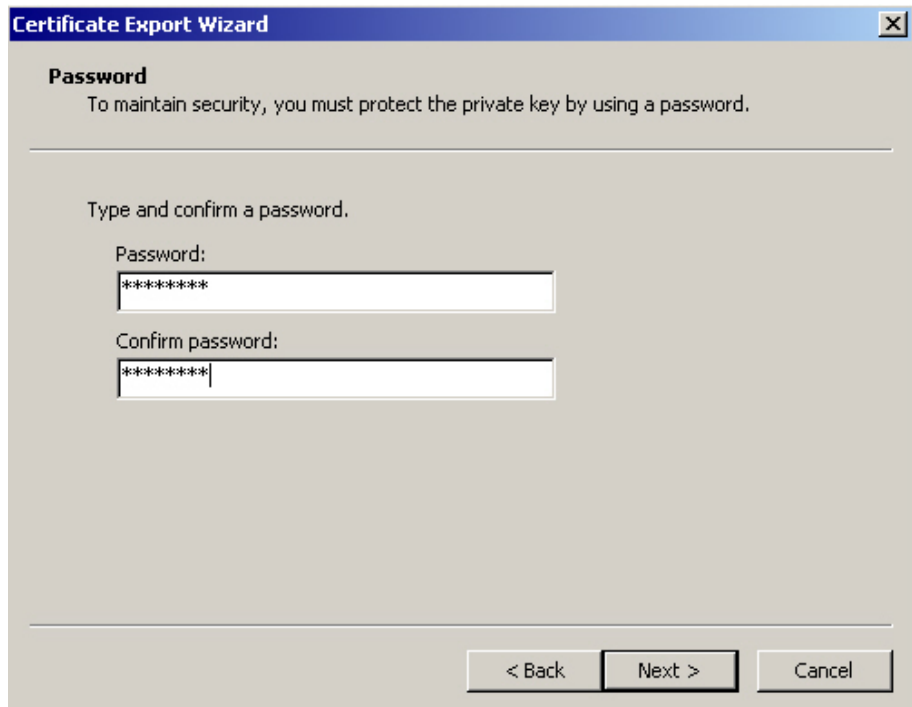 Certificate Export Wizard
Password
To maintain security, you must protect the private key by using a password.
Type and confirm a password.
Password:
********
Confirm password:
********
< Back Next > Cancel